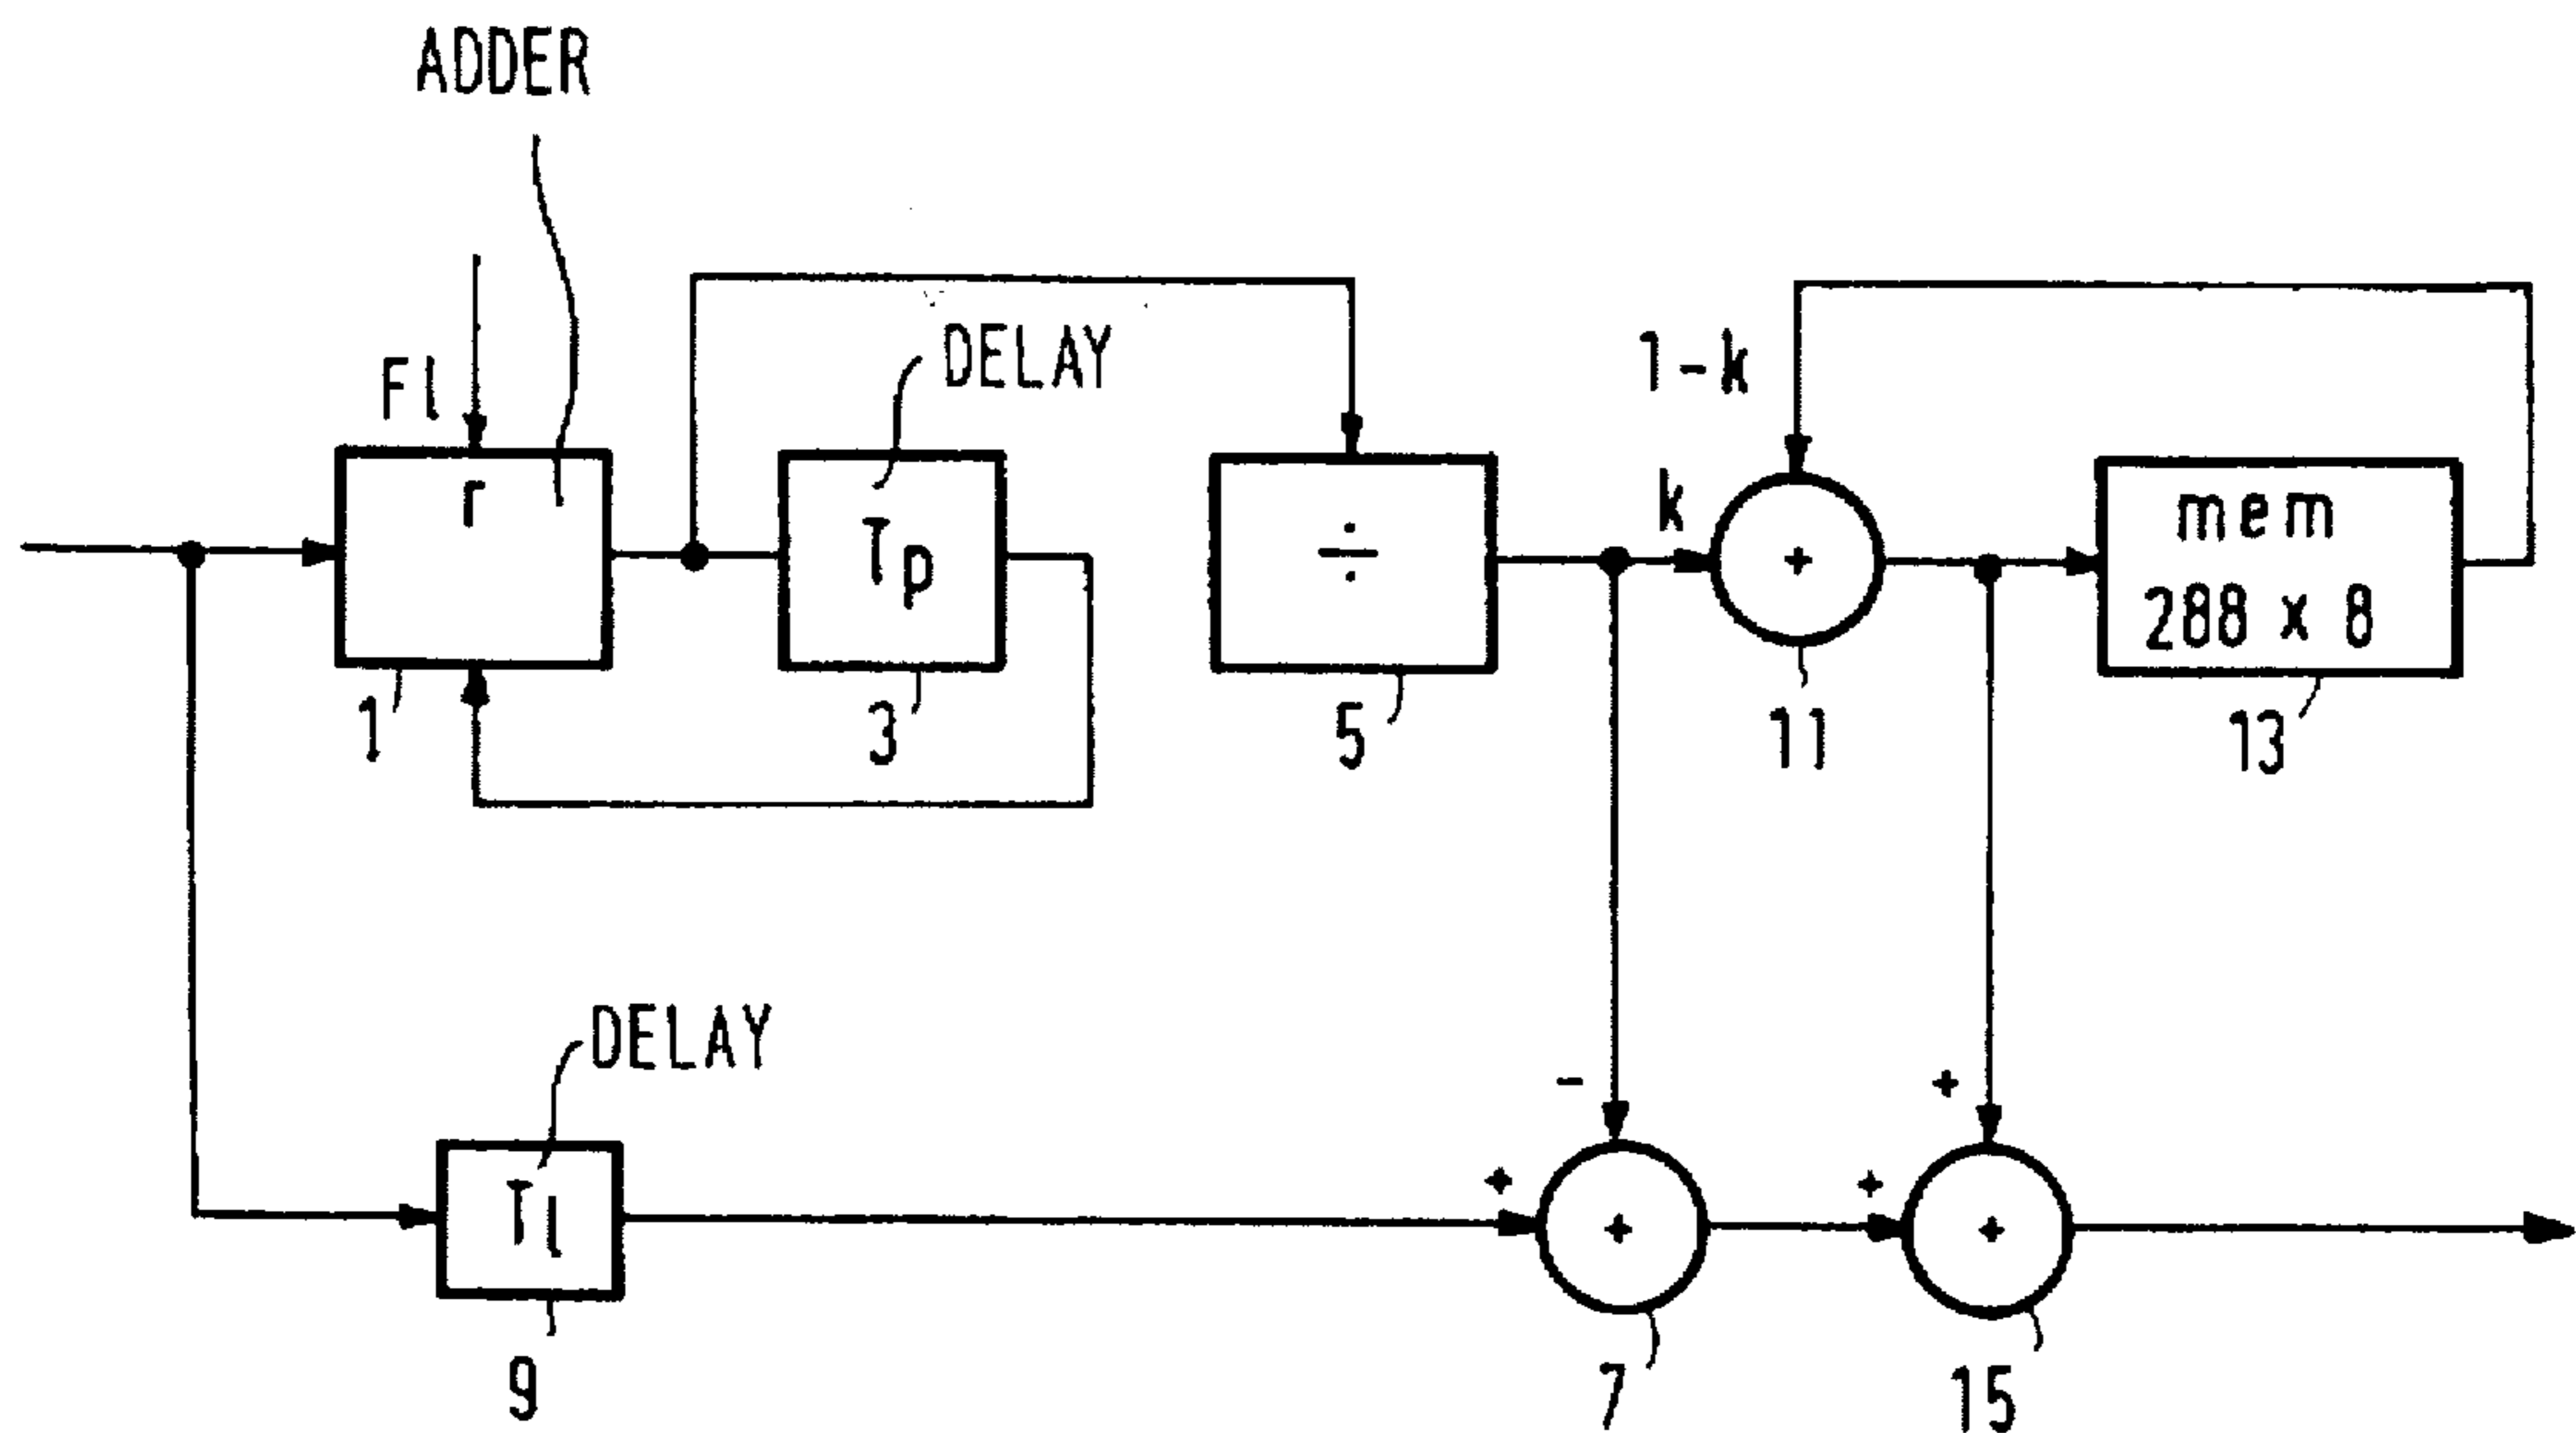 ADDER
Fl
r
1
DELAY
Tp
3
÷
5
1-k
k
+
11
mem
288 x 8
13
DELAY
Tl
9
-
+
+
7
+
+
+
15